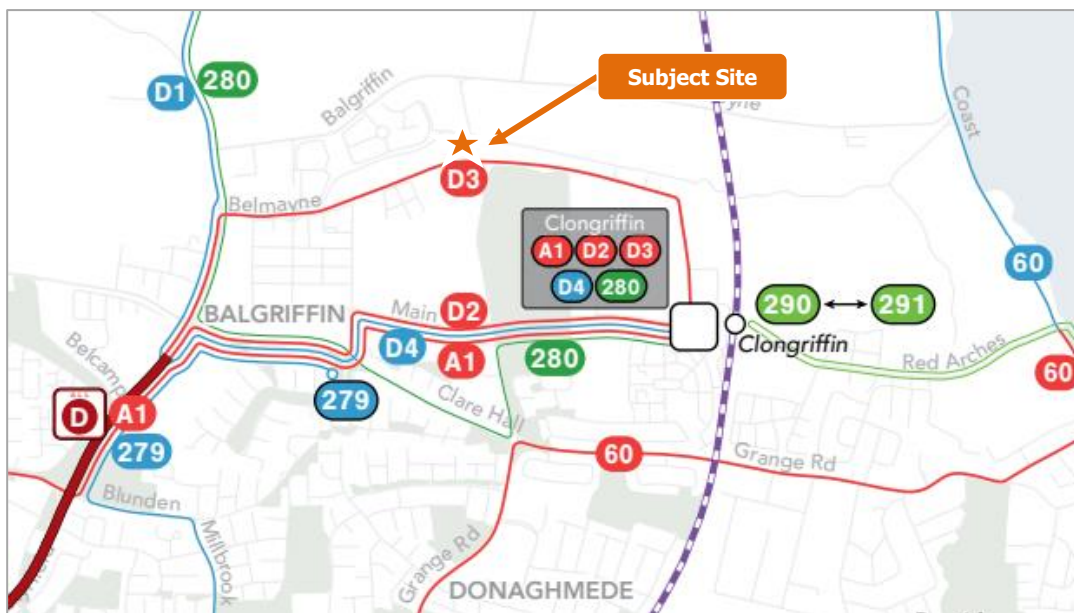 280
D1
Subject Site
Balgriffin
yne
Coast
D3
Belmayne
Clongriffin
A1 D2 D3
D4 280
60
290 291
BALGRIFFIN
Main
D2
D4
A1
280
Clongriffin
Red Arches
60
Belcamp
279
Clare Hall
ALL
D
A1
279
60
Grange Rd
Blunden
Millbrook
Grange Rd
DONAGHMEDE